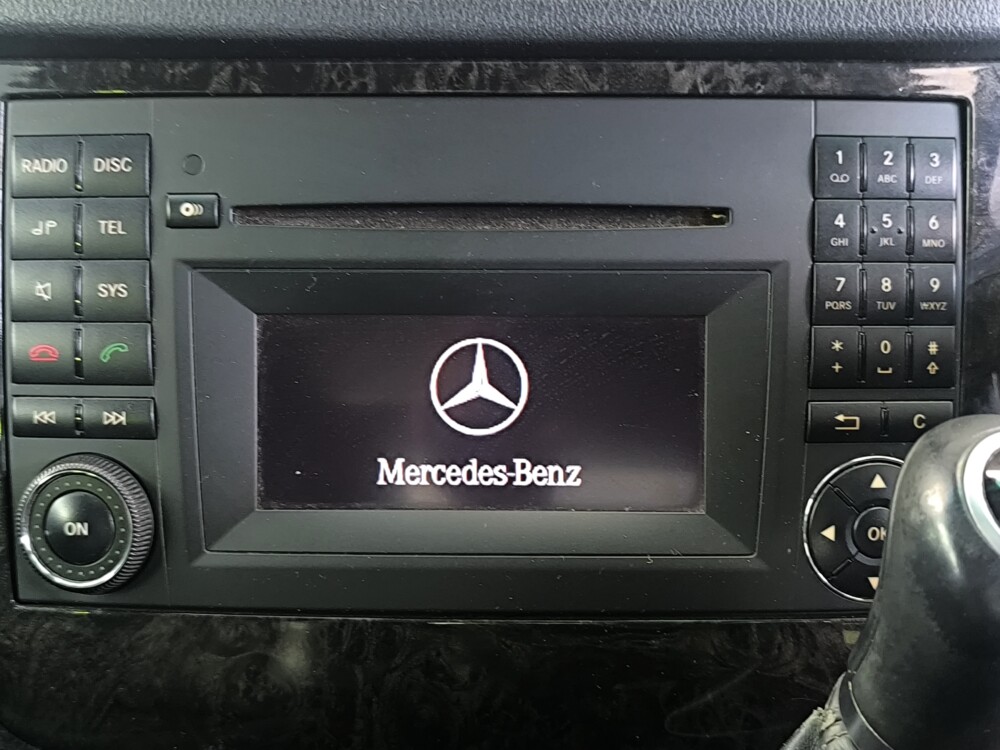 RADIO DISC
TEL
SYS
ON
Mercedes-Benz
1 2 ABC 3 DEF
4 GHI 5 JKL 6 MNO
7 PQRS 8 TUV 9 WXYZ
* + 0 #
C
OK